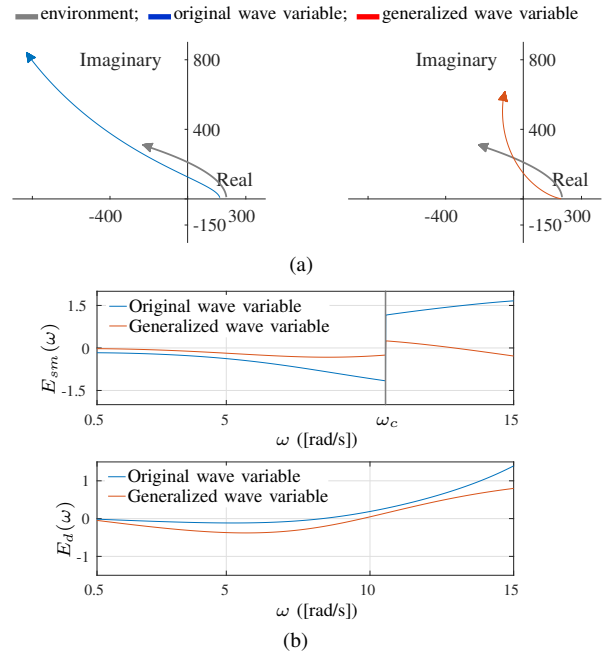 environment; original wave variable; generalized wave variable
Imaginary 800
400
Real
-400 -150 300
Imaginary 800
400
Real
-400 -150 300
(a)
Original wave variable
Generalized wave variable
E_{sm}(ω)
1.5
0
-1.5
0.5 5 ω_c 15
ω ([rad/s])
Original wave variable
Generalized wave variable
E_d(ω)
1
0
-1
0.5 5 10 15
ω ([rad/s])
(b)